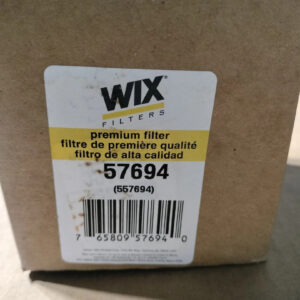 WIX
FILTERS
premium filter
filtre de première qualité
filtro de alta calidad
57694
(557694)
7 65809 57694 0